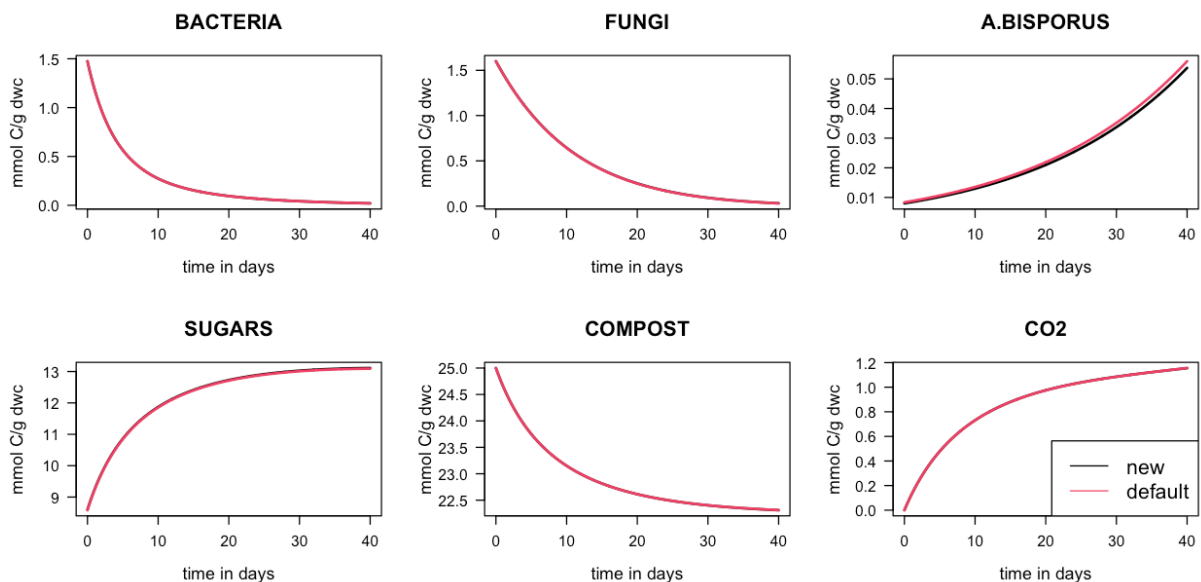 BACTERIA
mmol C/g dwc
1.5
1.0
0.5
0.0
0 10 20 30 40
time in days
FUNGI
mmol C/g dwc
1.5
1.0
0.5
0.0
0 10 20 30 40
time in days
A.BISPORUS
mmol C/g dwc
0.05
0.04
0.03
0.02
0.01
0 10 20 30 40
time in days
SUGARS
mmol C/g dwc
13
12
11
10
9
0 10 20 30 40
time in days
COMPOST
mmol C/g dwc
25.0
24.5
24.0
23.5
23.0
22.5
0 10 20 30 40
time in days
CO2
mmol C/g dwc
1.2
1.0
0.8
0.6
0.4
0.2
0.0
new
default
0 10 20 30 40
time in days